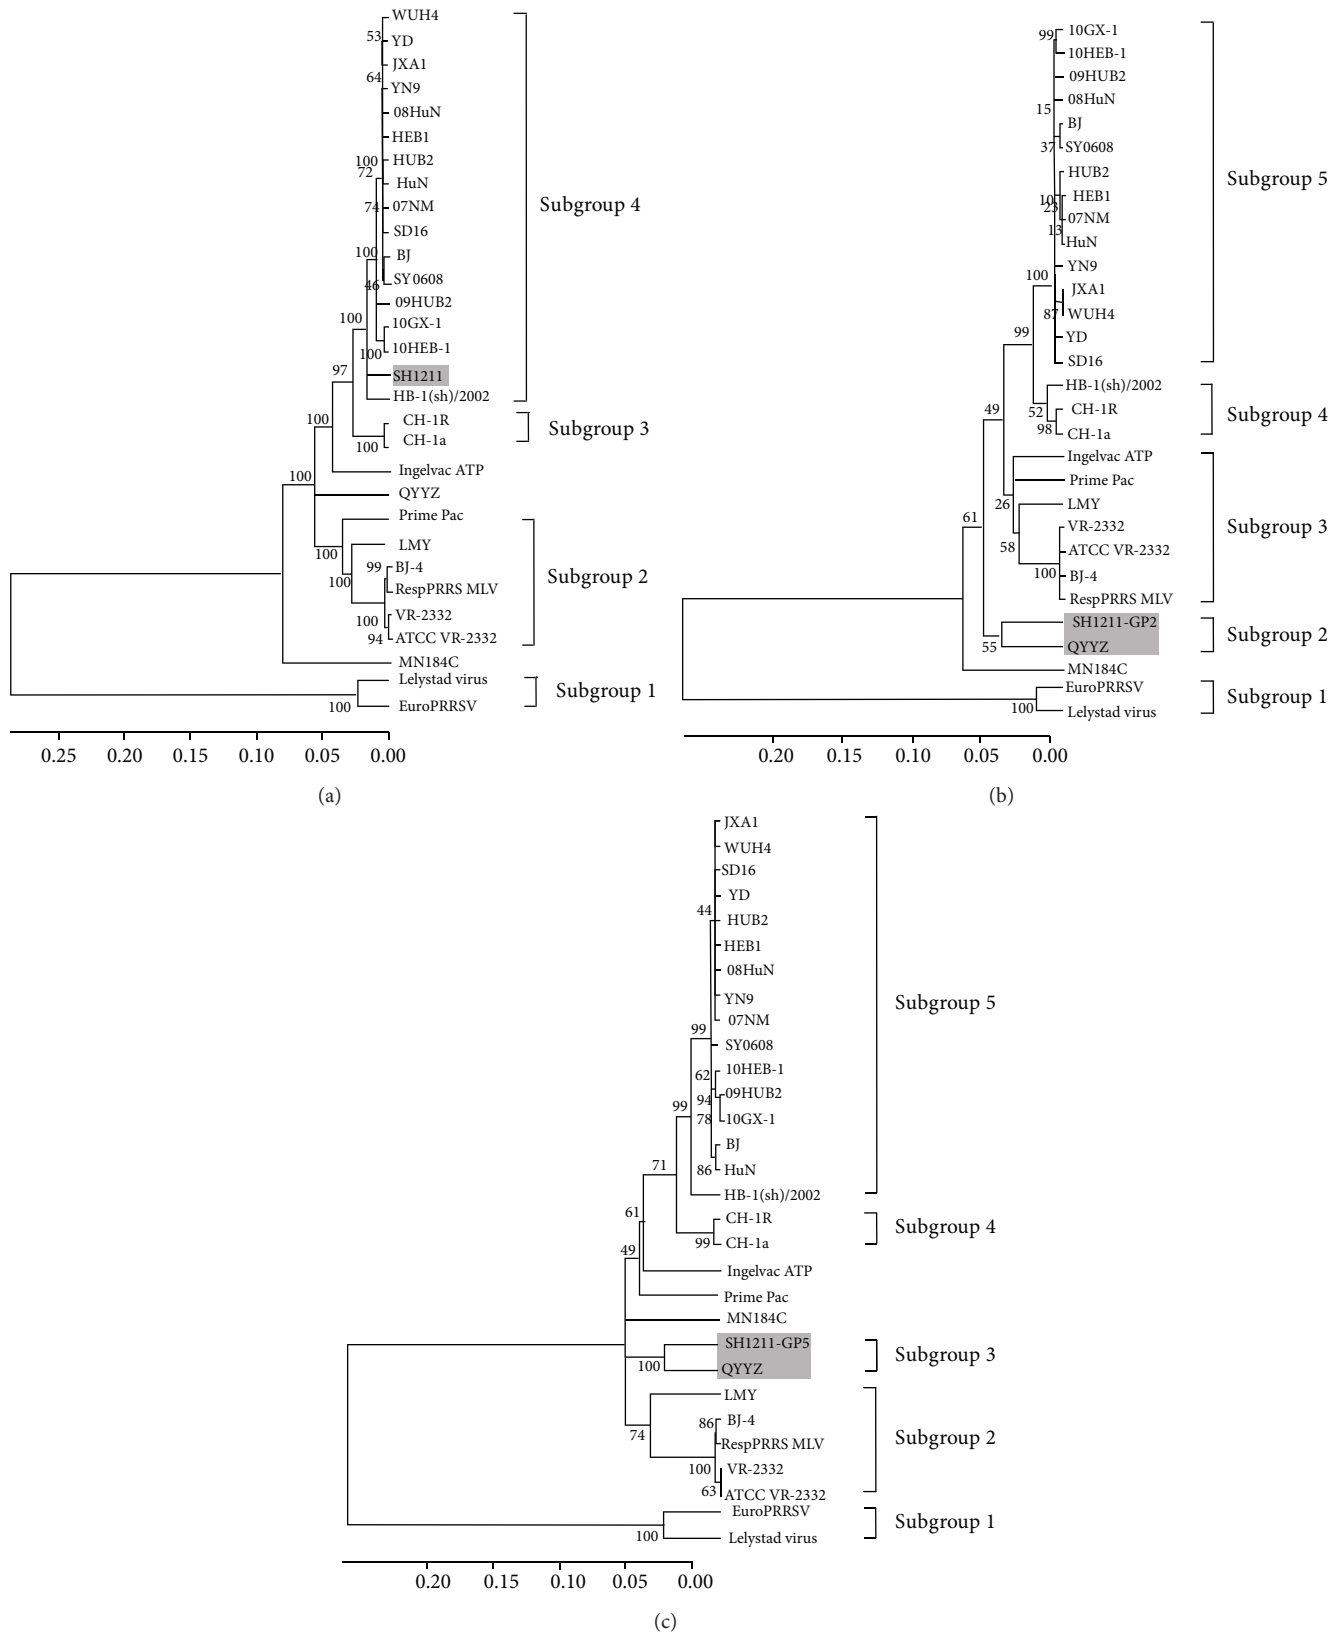 WUH4
53
YD
JXA1
64
YN9
08HuN
HEB1
100
HUB2
72
HuN
74
07NM
Subgroup 4
SD16
100
BJ
SY0608
46
09HUB2
100
10GX-1
100
10HEB-1
97
SH1211
HB-1(sh)/2002
100
CH-1R
Subgroup 3
100
CH-1a
100
Ingelvac ATP
QYYZ
Prime Pac
100
LMY
99
BJ-4
Subgroup 2
100
RespPRRS MLV
100
VR-2332
94
ATCC VR-2332
MN184C
Lelystad virus
Subgroup 1
100
EuroPRRSV
0.25 0.20 0.15 0.10 0.05 0.00
(a)
99
10GX-1
10HEB-1
09HUB2
08HuN
15
BJ
37
SY0608
HUB2
Subgroup 5
10
HEB1
23
07NM
13
HuN
YN9
100
JXA1
87
WUH4
99
YD
SD16
HB-1(sh)/2002
49
52
CH-1R
Subgroup 4
98
CH-1a
Ingelvac ATP
Prime Pac
26
LMY
61
VR-2332
Subgroup 3
58
ATCC VR-2332
100
BJ-4
RespPRRS MLV
SH1211-GP2
Subgroup 2
55
QYYZ
MN184C
EuroPRRSV
Subgroup 1
100
Lelystad virus
0.20 0.15 0.10 0.05 0.00
(b)
JXA1
WUH4
SD16
YD
44
HUB2
HEB1
08HuN
YN9
Subgroup 5
07NM
99
SY0608
62
10HEB-1
94
09HUB2
99
78
10GX-1
BJ
71
86
HuN
HB-1(sh)/2002
61
CH-1R
Subgroup 4
99
CH-1a
49
Ingelvac ATP
Prime Pac
MN184C
SH1211-GP5
Subgroup 3
100
QYYZ
LMY
86
BJ-4
74
RespPRRS MLV
Subgroup 2
100
VR-2332
63
ATCC VR-2332
EuroPRRSV
Subgroup 1
100
Lelystad virus
0.20 0.15 0.10 0.05 0.00
(c)